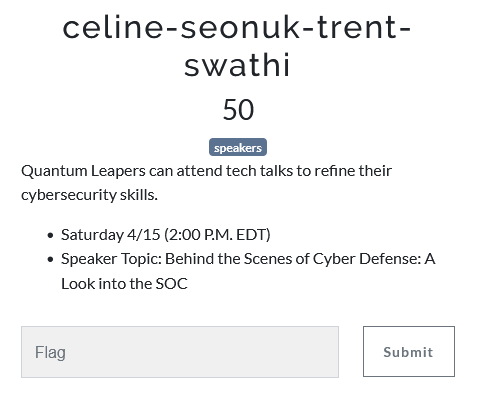 celine-seonuk-trent-
swathi
50
speakers
Quantum Leapers can attend tech talks to refine their
cybersecurity skills.
• Saturday 4/15 (2:00 P.M. EDT)
• Speaker Topic: Behind the Scenes of Cyber Defense: A
Look into the SOC
Flag
Submit